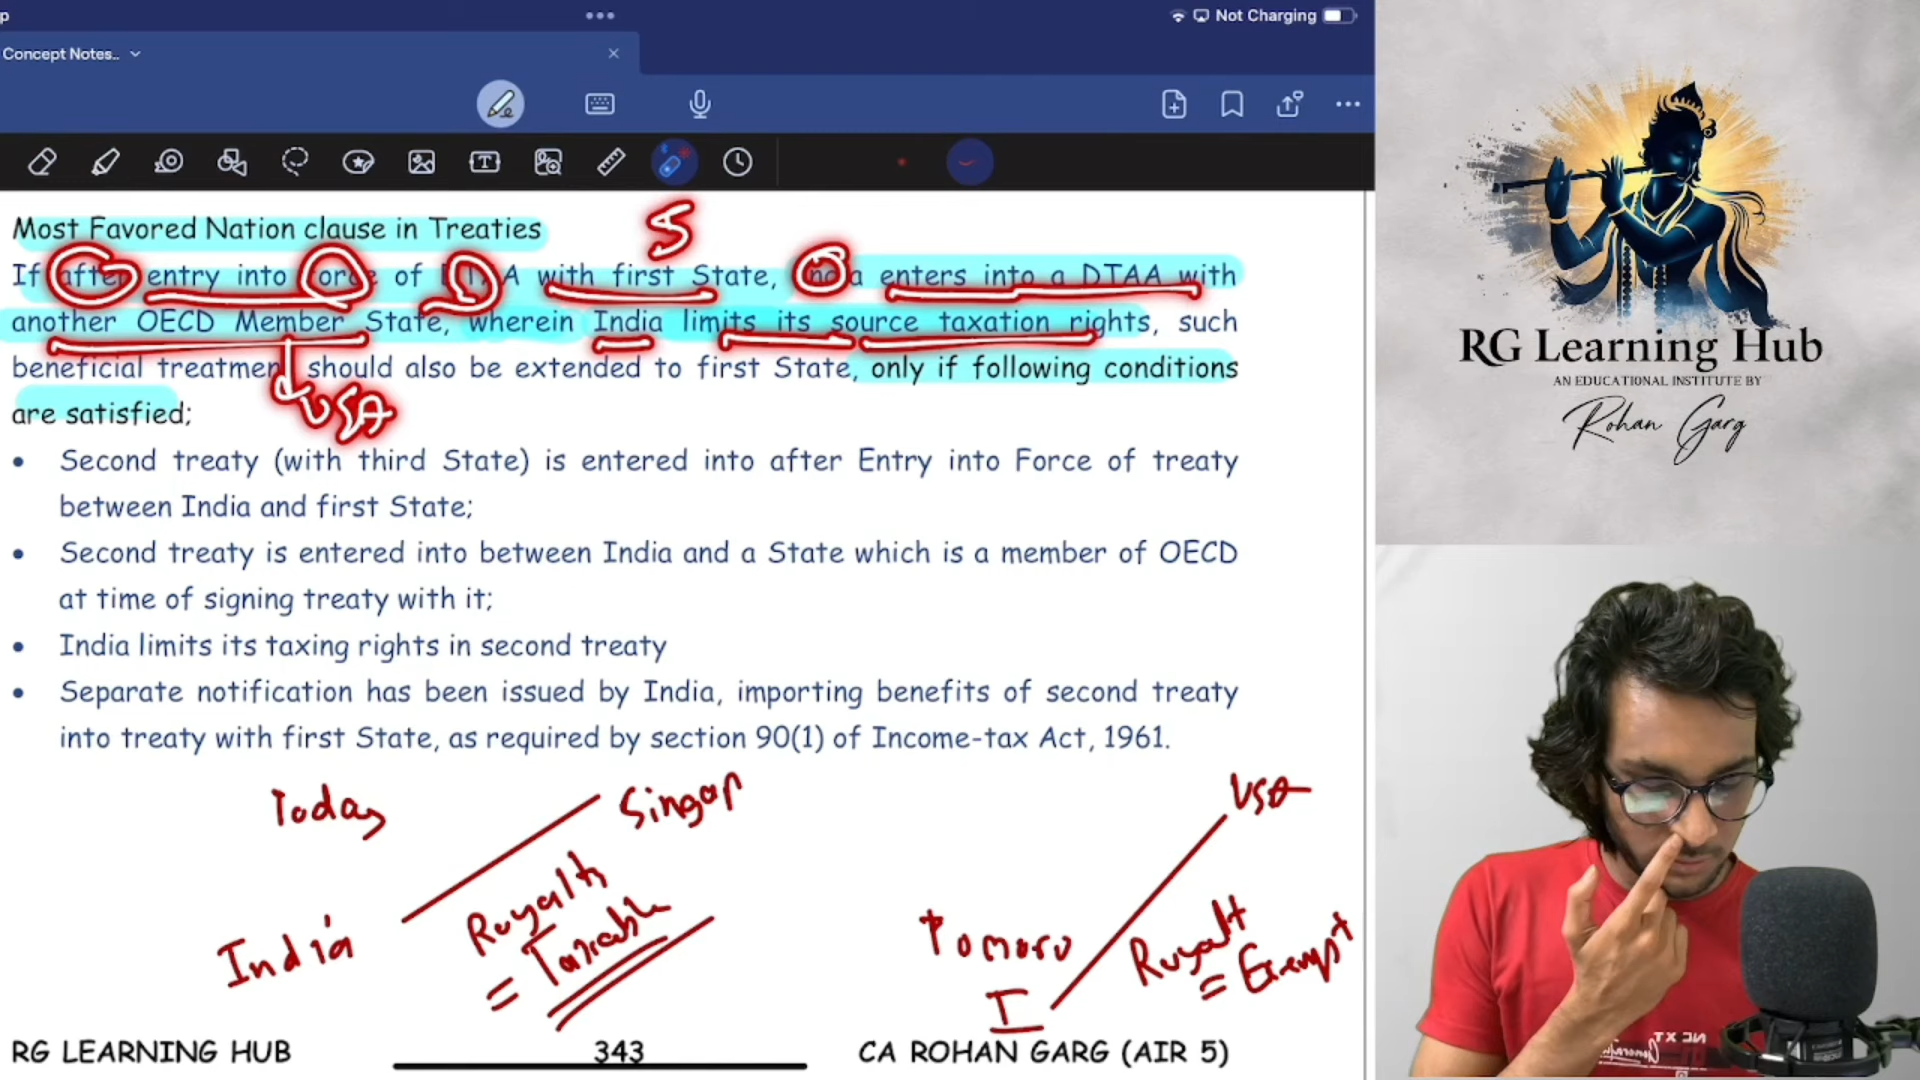 p
Not Charging
Concept Notes..
Most Favored Nation clause in Treaties
S
If after entry into force of DTAA with first State, India enters into a DTAA with
another OECD Member State, wherein India limits its source taxation rights, such
beneficial treatment should also be extended to first State, only if following conditions
are satisfied;
USA
• Second treaty (with third State) is entered into after Entry into Force of treaty
between India and first State;
• Second treaty is entered into between India and a State which is a member of OECD
at time of signing treaty with it;
• India limits its taxing rights in second treaty
• Separate notification has been issued by India, importing benefits of second treaty
into treaty with first State, as required by section 90(1) of Income-tax Act, 1961.
Today
Singap
USA
India
Royalty
= Taxable
Tomoro
I
Royalt
= Exempt
RG LEARNING HUB
343
CA ROHAN GARG (AIR 5)
RG Learning Hub
AN EDUCATIONAL INSTITUTE BY
Rohan Garg